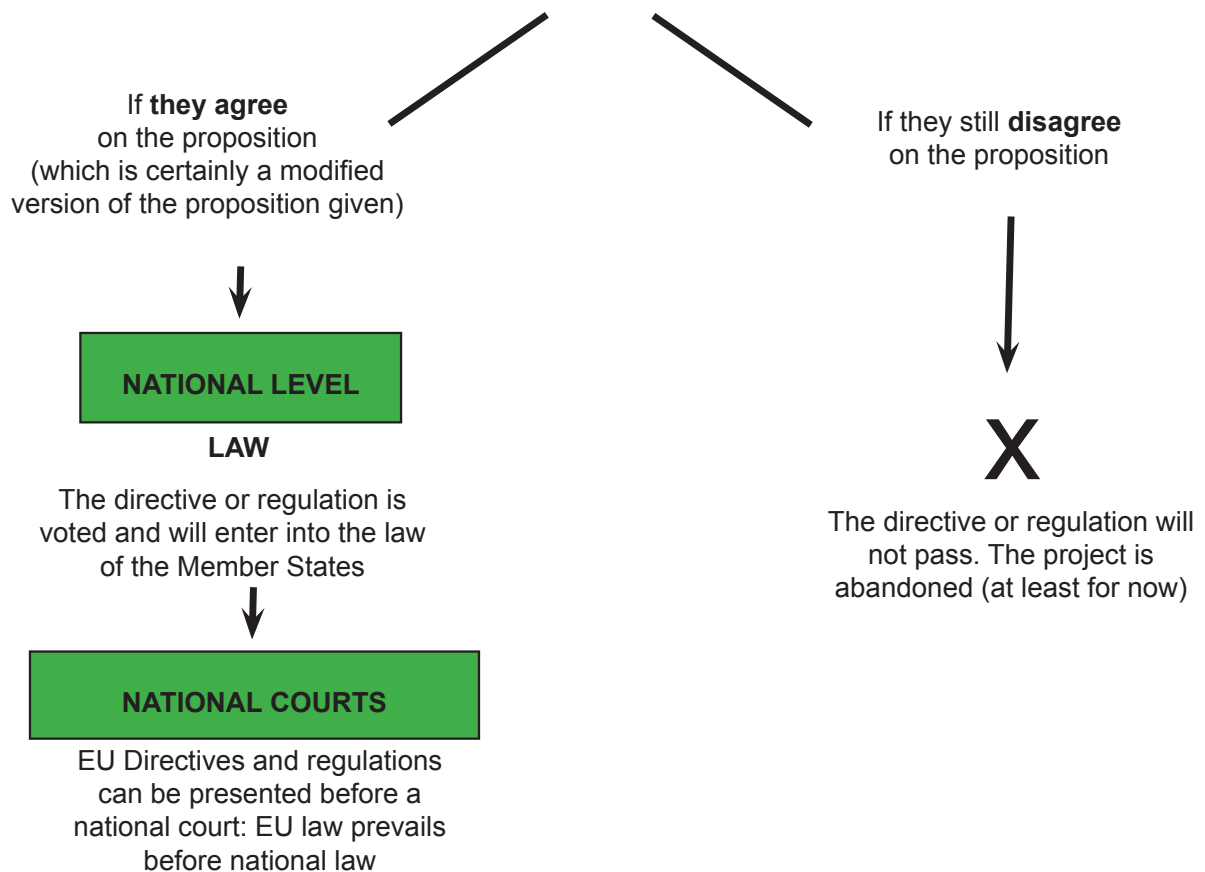 If they agree
on the proposition
(which is certainly a modified
version of the proposition given)
If they still disagree
on the proposition
NATIONAL LEVEL
LAW
The directive or regulation is
voted and will enter into the law
of the Member States
X
The directive or regulation will
not pass. The project is
abandoned (at least for now)
NATIONAL COURTS
EU Directives and regulations
can be presented before a
national court: EU law prevails
before national law